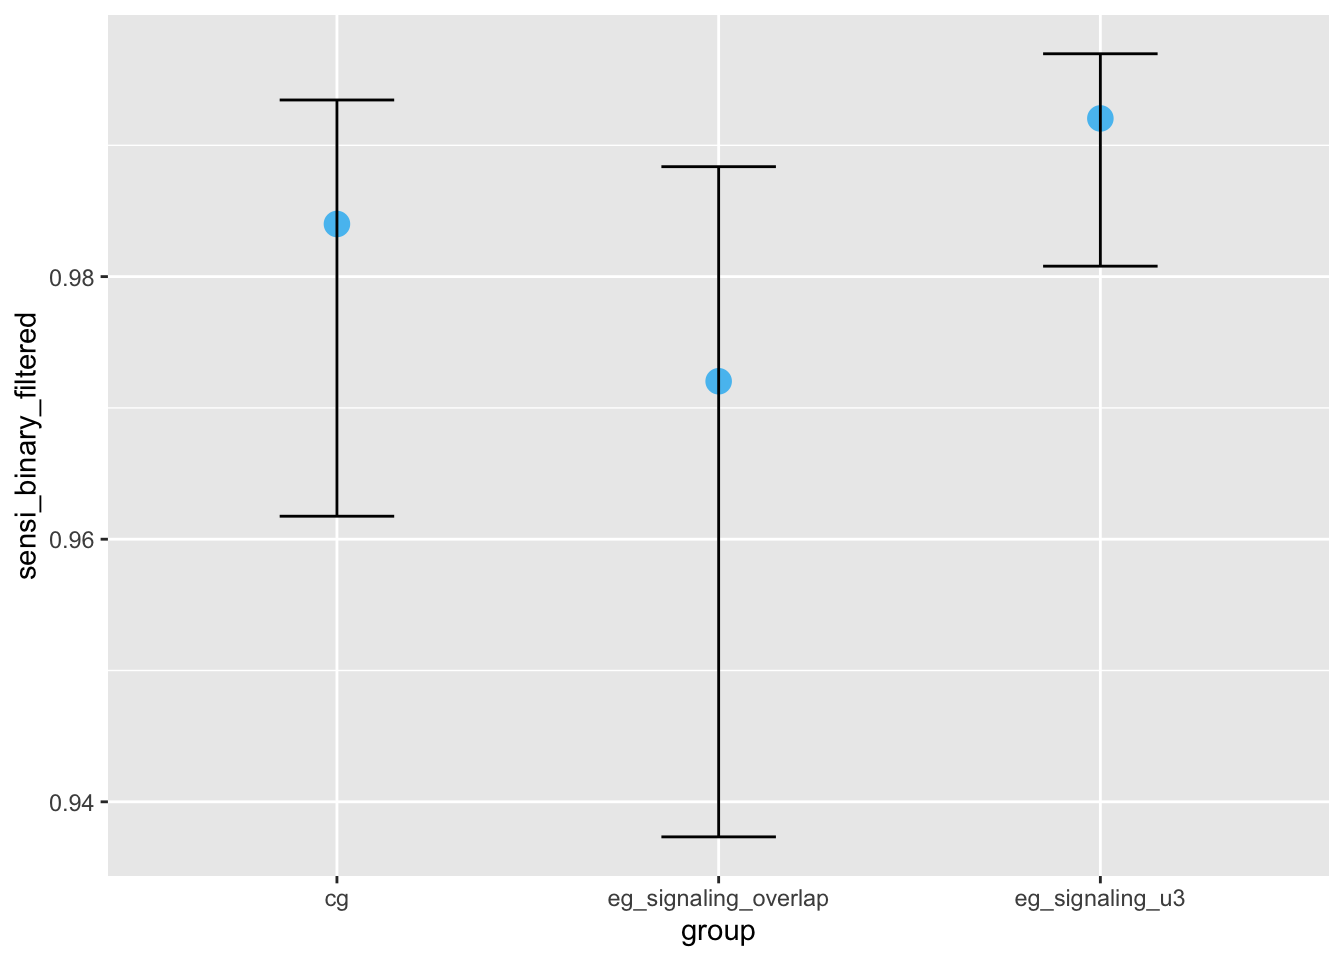 sensi_binary_filtered
0.98
0.96
0.94
cg
eg_signaling_overlap
eg_signaling_u3
group